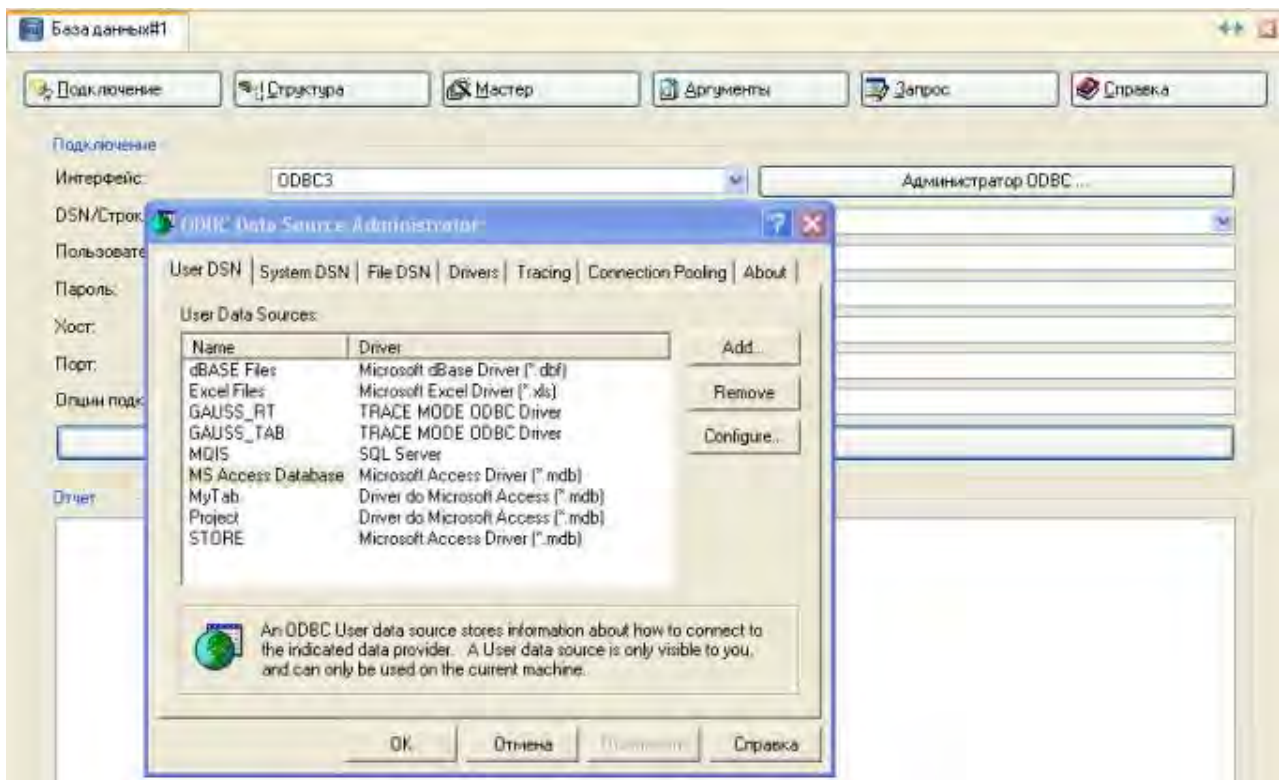 База данных#1
Подключение
Структура
Мастер
Аргументы
Запрос
Справка
Подключение
Интерфейс:
ODBC3
Администратор ODBC ...
DSN/Строк
Пользовате
Пароль:
Хост:
Порт:
Опции подк
Отчет
ODBC Data Source Administrator
User DSN System DSN File DSN Drivers Tracing Connection Pooling About
User Data Sources:
Name Driver
dBASE Files Microsoft dBase Driver (*.dbf)
Excel Files Microsoft Excel Driver (*.xls)
GAUSS_RT TRACE MODE ODBC Driver
GAUSS_TAB TRACE MODE ODBC Driver
MQIS SQL Server
MS Access Database Microsoft Access Driver (*.mdb)
MyTab Driver do Microsoft Access (*.mdb)
Project Driver do Microsoft Access (*.mdb)
STORE Microsoft Access Driver (*.mdb)
Add...
Remove
Configure...
An ODBC User data source stores information about how to connect to
the indicated data provider. A User data source is only visible to you,
and can only be used on the current machine.
OK
Отмена
Справка